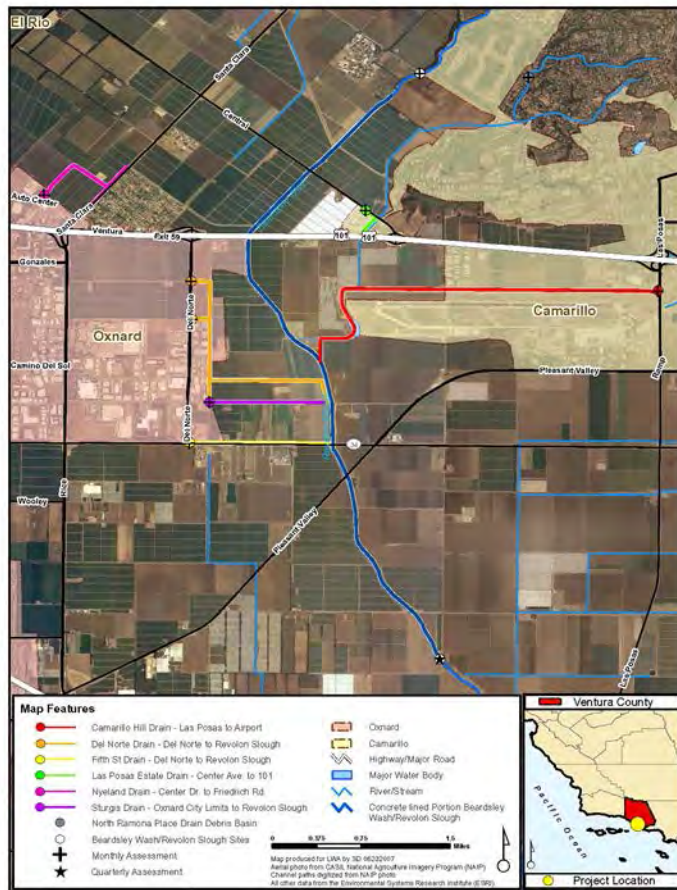 El Rio
Santa Clara
Central
Auto Center
Santa Clara
Ventura
Exit 59
101
101
Las Posas
Gonzales
Del Norte
Camarillo
Oxnard
Camino Del Sol
Pleasant Valley
Romp
Del Norte
34
Wooley
Rice
Pleasant Valley
Los Posas
Map Features
Camarillo Hill Drain - Las Posas to Airport
Del Norte Drain - Del Norte to Revolon Slough
Fifth St Drain - Del Norte to Revolon Slough
Las Posas Estate Drain - Center Ave. to 101
Nyeland Drain - Center Dr. to Friedrich Rd.
Sturgis Drain - Oxnard City Limits to Revolon Slough
North Ramona Place Drain Debris Basin
Beardsley Wash/Revolon Slough Sites
Monthly Assessment
Quarterly Assessment
Oxnard
Camarillo
Highway/Major Road
Major Water Body
River/Stream
Concrete lined Portion Beardsley
Wash/Revolon Slough
0 0.375 0.75 1.5
Miles
Map produced for LWA by SD 06232007
Aerial photo from CASIL National Agriculture Imagery Program (NAIP)
Channel paths digitized from NAIP photo
All other data from the Environmental Systems Research Institute (ESRI).
Ventura County
Pacific Ocean
Project Location